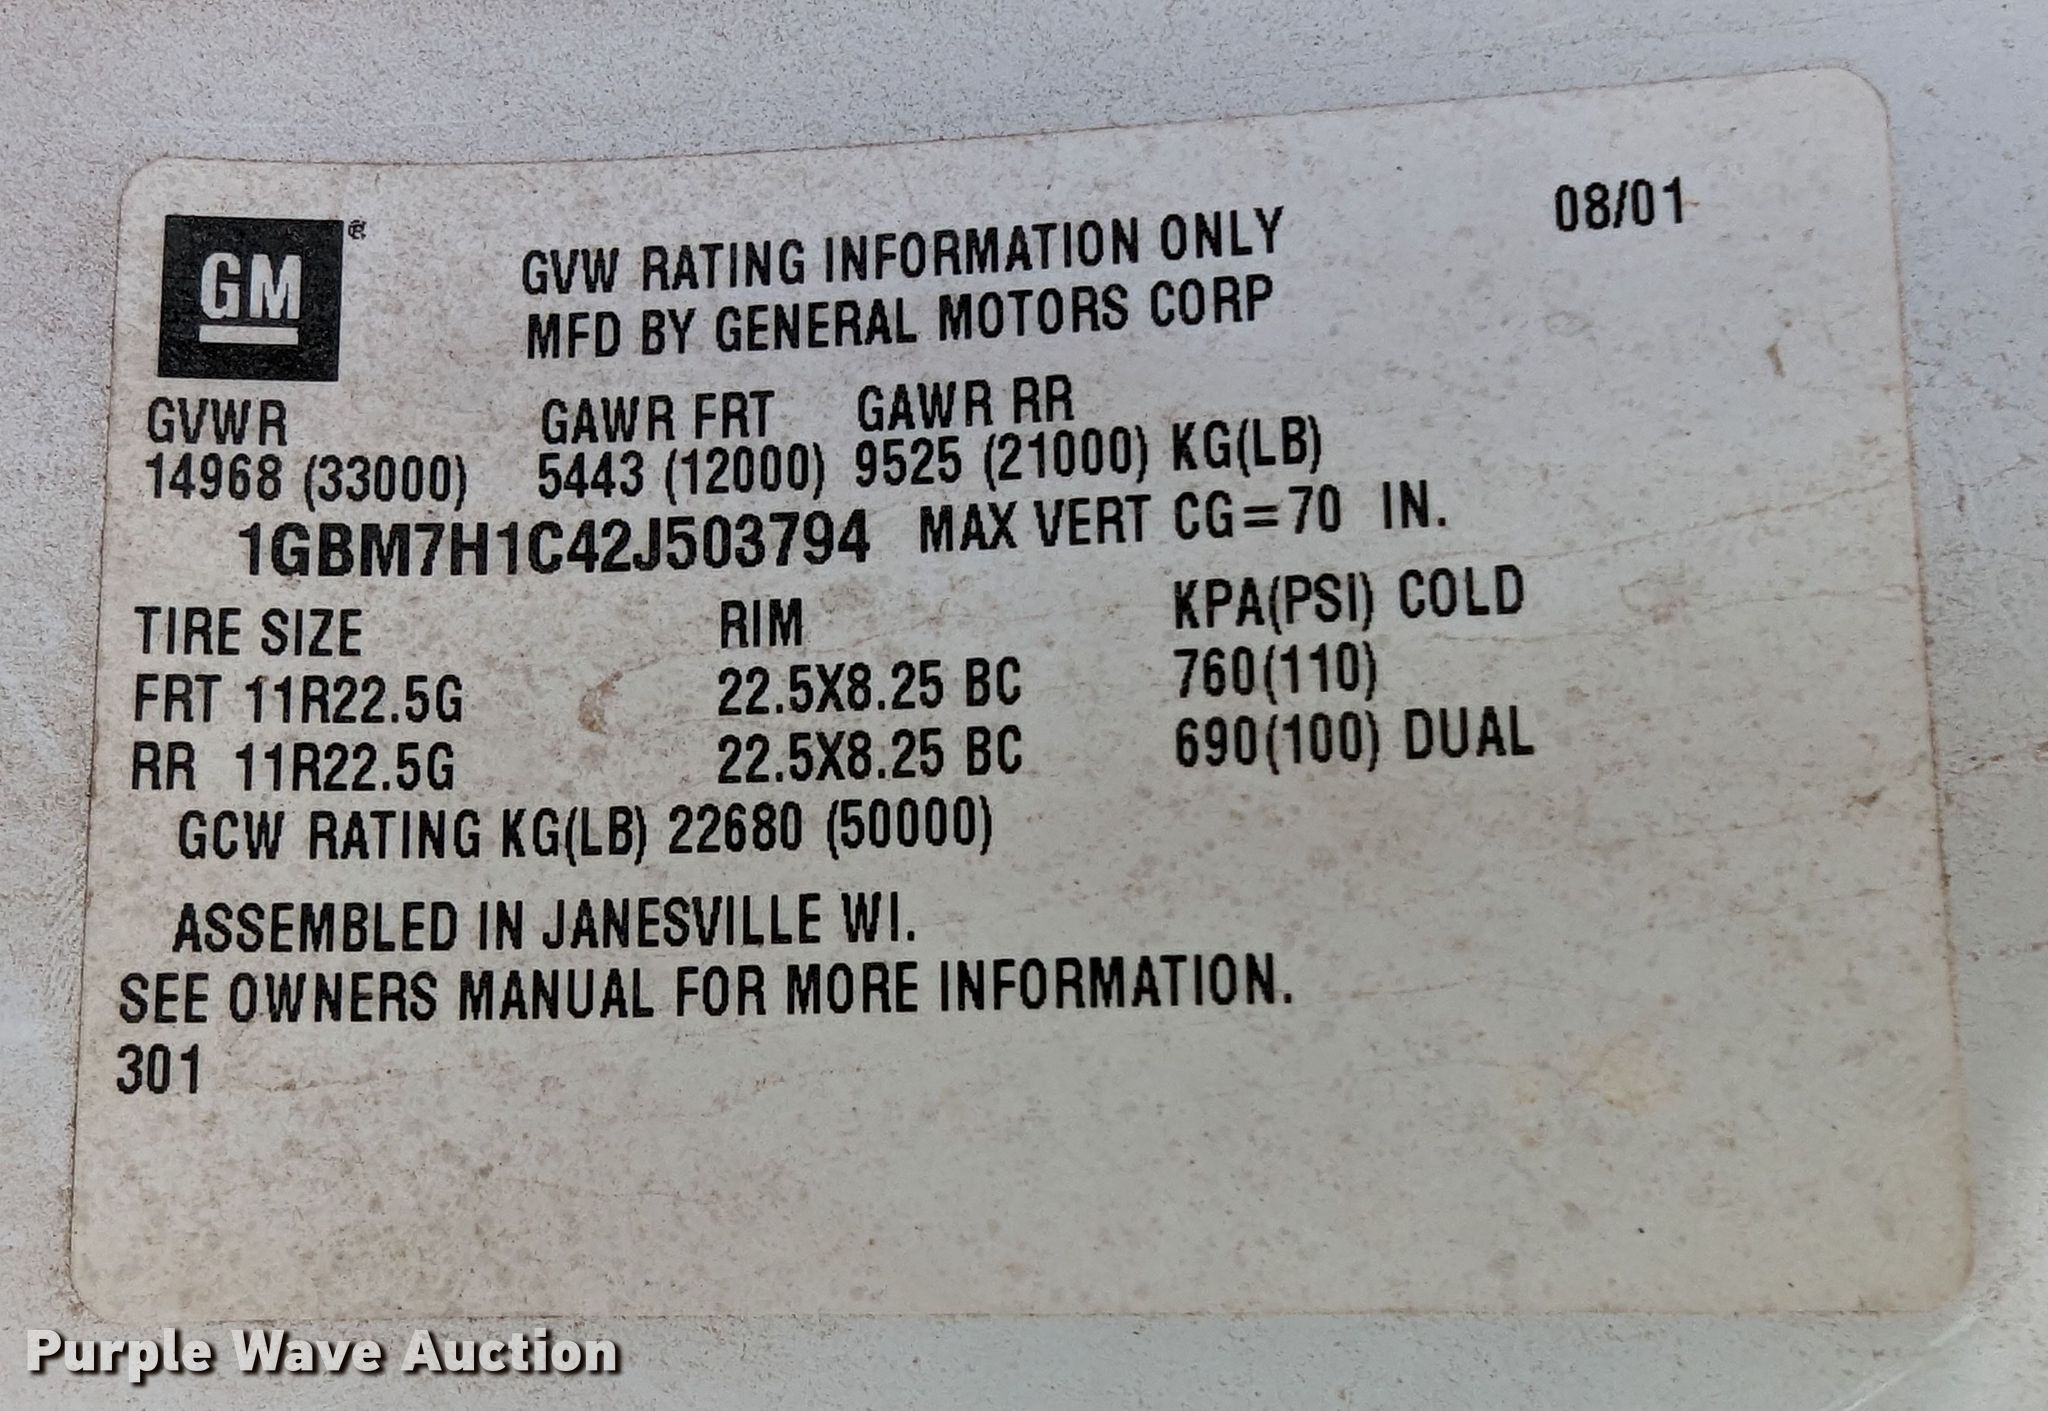 GM®
08/01
GVW RATING INFORMATION ONLY
MFD BY GENERAL MOTORS CORP
GVWR GAWR FRT GAWR RR
14968 (33000) 5443 (12000) 9525 (21000) KG(LB)
1GBM7H1C42J503794 MAX VERT CG=70 IN.
TIRE SIZE RIM KPA(PSI) COLD
FRT 11R22.5G 22.5X8.25 BC 760(110)
RR 11R22.5G 22.5X8.25 BC 690(100) DUAL
GCW RATING KG(LB) 22680 (50000)
ASSEMBLED IN JANESVILLE WI.
SEE OWNERS MANUAL FOR MORE INFORMATION.
301
Purple Wave Auction